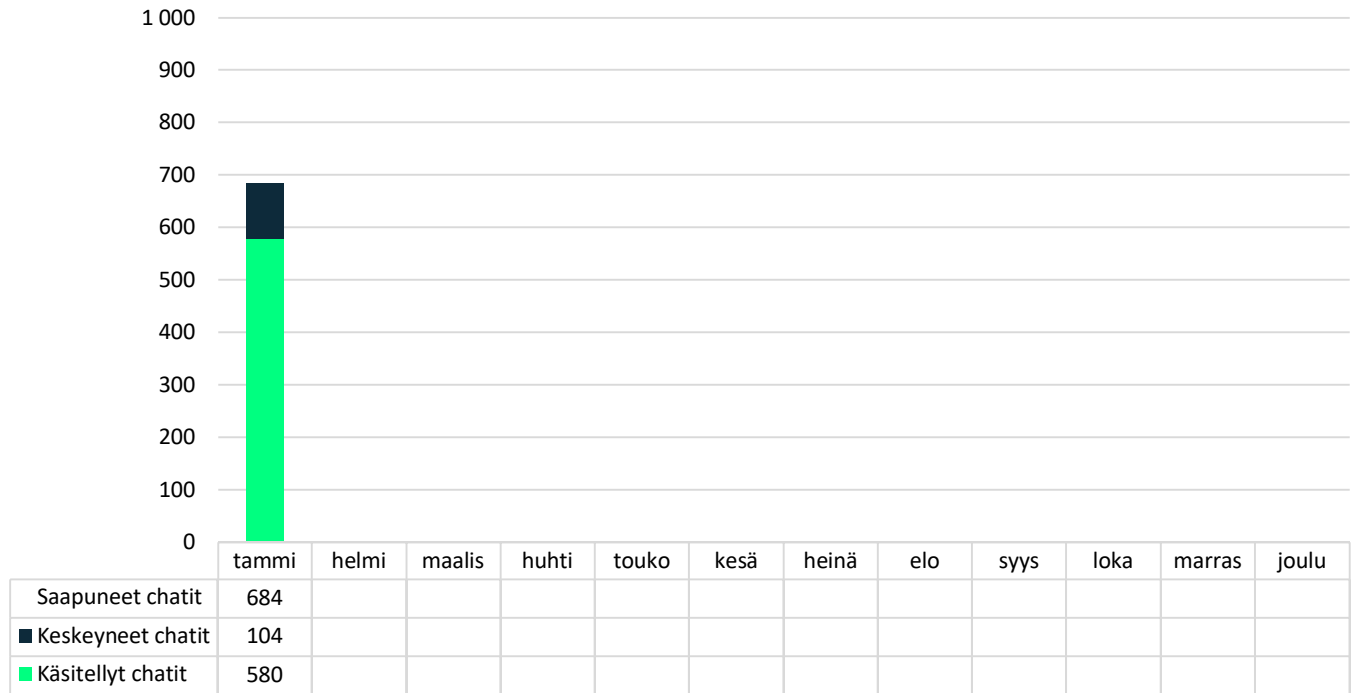 1 000
900
800
700
600
500
400
300
200
100
0
tammi helmi maalis huhti touko kesä heinä elo syys loka marras joulu
Saapuneet chatit 684
Keskeyneet chatit 104
Käsitellyt chatit 580